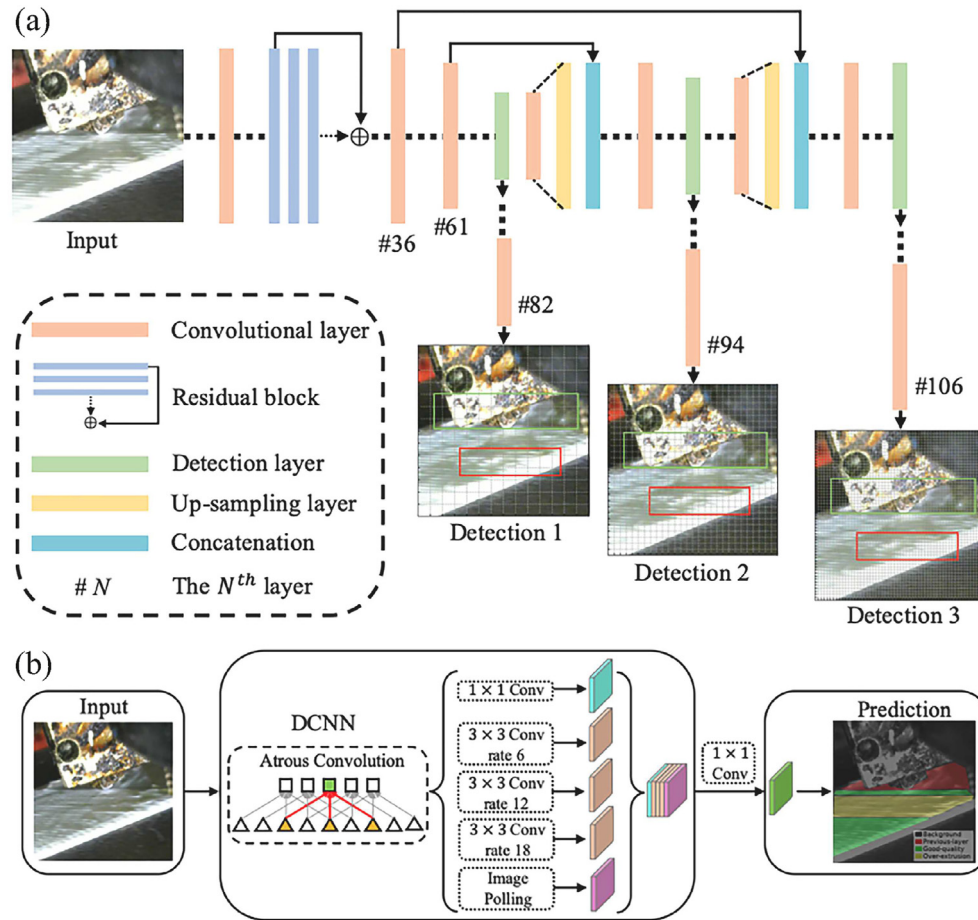 (a)
Input
#36
#61
#82
#94
#106
Convolutional layer
Residual block
Detection layer
Up-sampling layer
Concatenation
# N The Nth layer
Detection 1
Detection 2
Detection 3
(b)
Input
DCNN
Atrous Convolution
1 × 1 Conv
3 × 3 Conv
rate 6
3 × 3 Conv
rate 12
3 × 3 Conv
rate 18
Image
Polling
1 × 1
Conv
Prediction
Background
Previous-layer
Good-quality
Over-extrusion